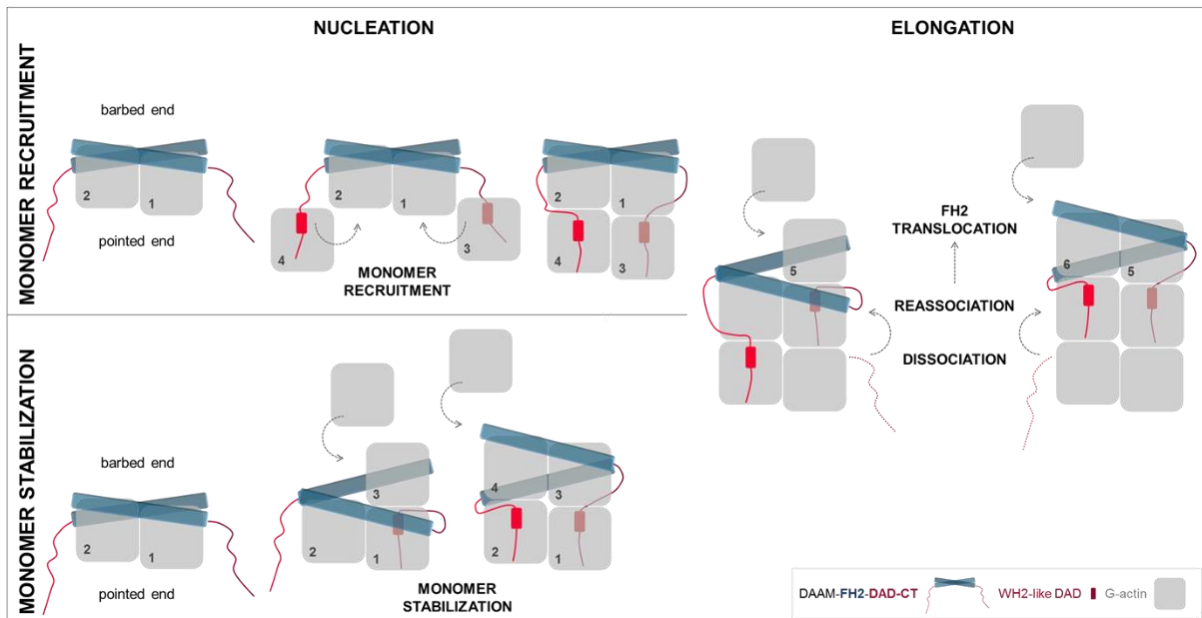 NUCLEATION
ELONGATION
MONOMER RECRUITMENT
barbed end
2
1
pointed end
2
1
4
3
MONOMER
RECRUITMENT
2
1
4
3
MONOMER STABILIZATION
barbed end
2
1
pointed end
3
2
1
4
3
2
1
MONOMER
STABILIZATION
5
FH2
TRANSLOCATION
REASSOCIATION
DISSOCIATION
6
5
DAAM-FH2-DAD-CT
WH2-like DAD
G-actin